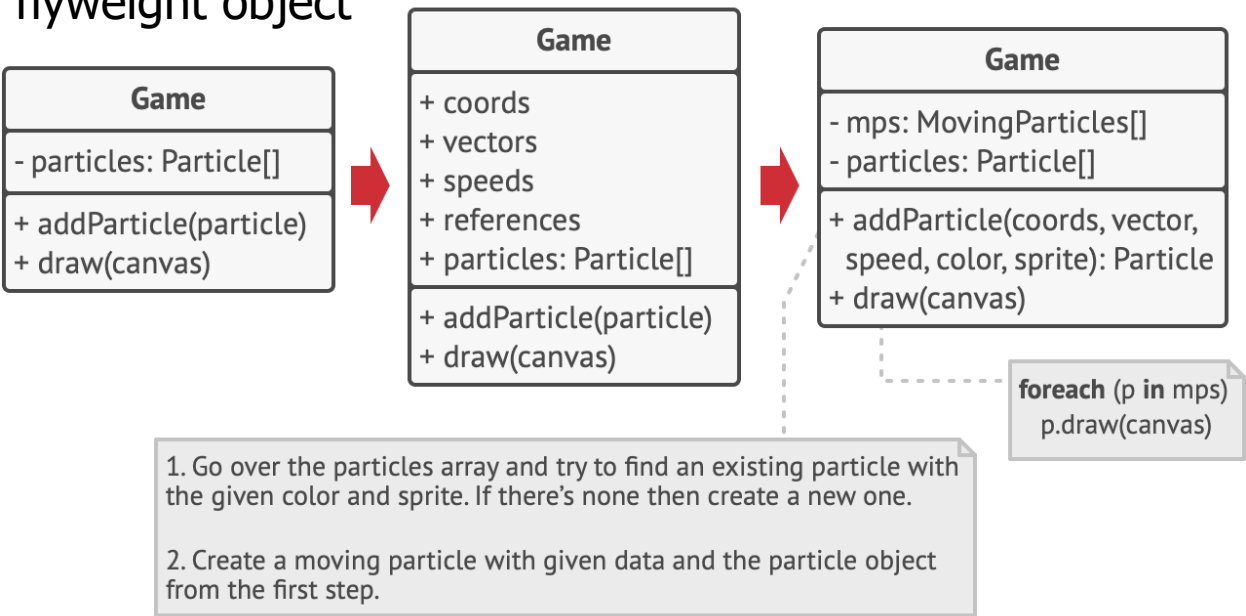 flyweight object
Game
- particles: Particle[]
+ addParticle(particle)
+ draw(canvas)
Game
+ coords
+ vectors
+ speeds
+ references
+ particles: Particle[]
+ addParticle(particle)
+ draw(canvas)
Game
- mps: MovingParticles[]
- particles: Particle[]
+ addParticle(coords, vector,
speed, color, sprite): Particle
+ draw(canvas)
foreach (p in mps)
p.draw(canvas)
1. Go over the particles array and try to find an existing particle with
the given color and sprite. If there’s none then create a new one.
2. Create a moving particle with given data and the particle object
from the first step.